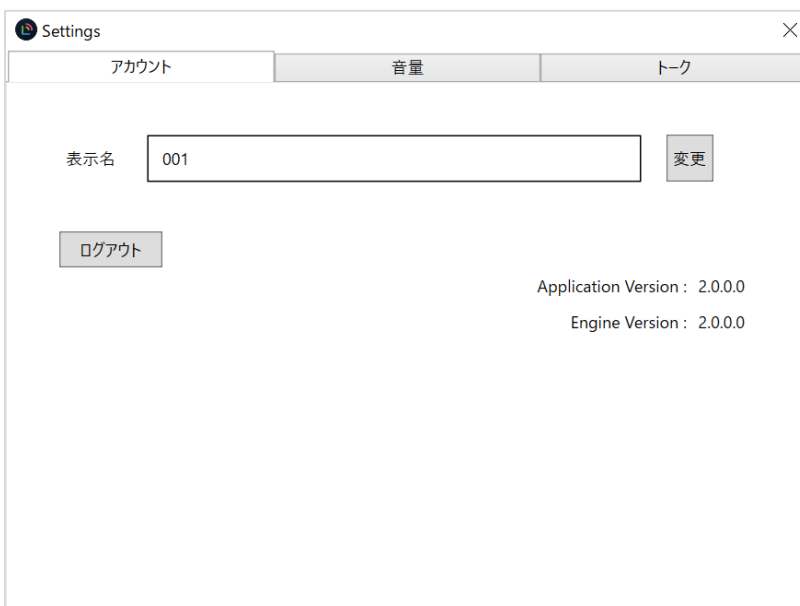 Settings
アカウント 音量 トーク
表示名 001 変更
ログアウト
Application Version : 2.0.0.0
Engine Version : 2.0.0.0